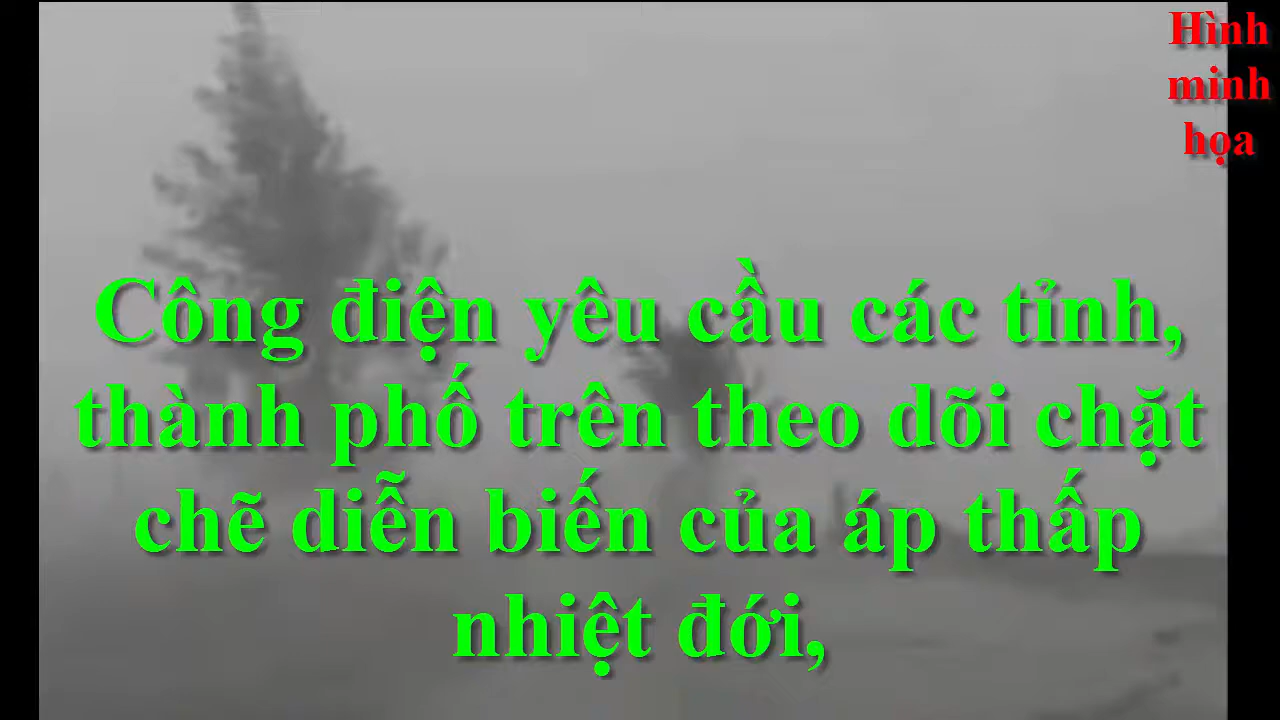 Hình
minh
họa
Công điện yêu cầu các tỉnh,
thành phố trên theo dõi chặt
chẽ diễn biến của áp thấp
nhiệt đới,